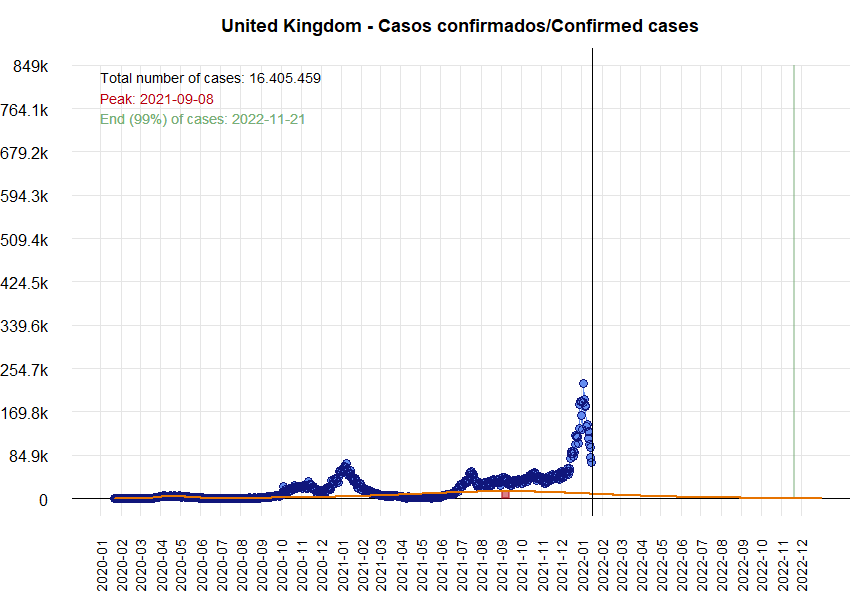 United Kingdom - Casos confirmados/Confirmed cases
849k
Total number of cases: 16.405.459
Peak: 2021-09-08
764.1k
End (99%) of cases: 2022-11-21
679.2k
594.3k
509.4k
424.5k
339.6k
254.7k
169.8k
84.9k
0
2020-01
2020-02
2020-03
2020-04
2020-05
2020-06
2020-07
2020-08
2020-09
2020-10
2020-11
2020-12
2021-01
2021-02
2021-03
2021-04
2021-05
2021-06
2021-07
2021-08
2021-09
2021-10
2021-11
2021-12
2022-01
2022-02
2022-03
2022-04
2022-05
2022-06
2022-07
2022-08
2022-09
2022-10
2022-11
2022-12